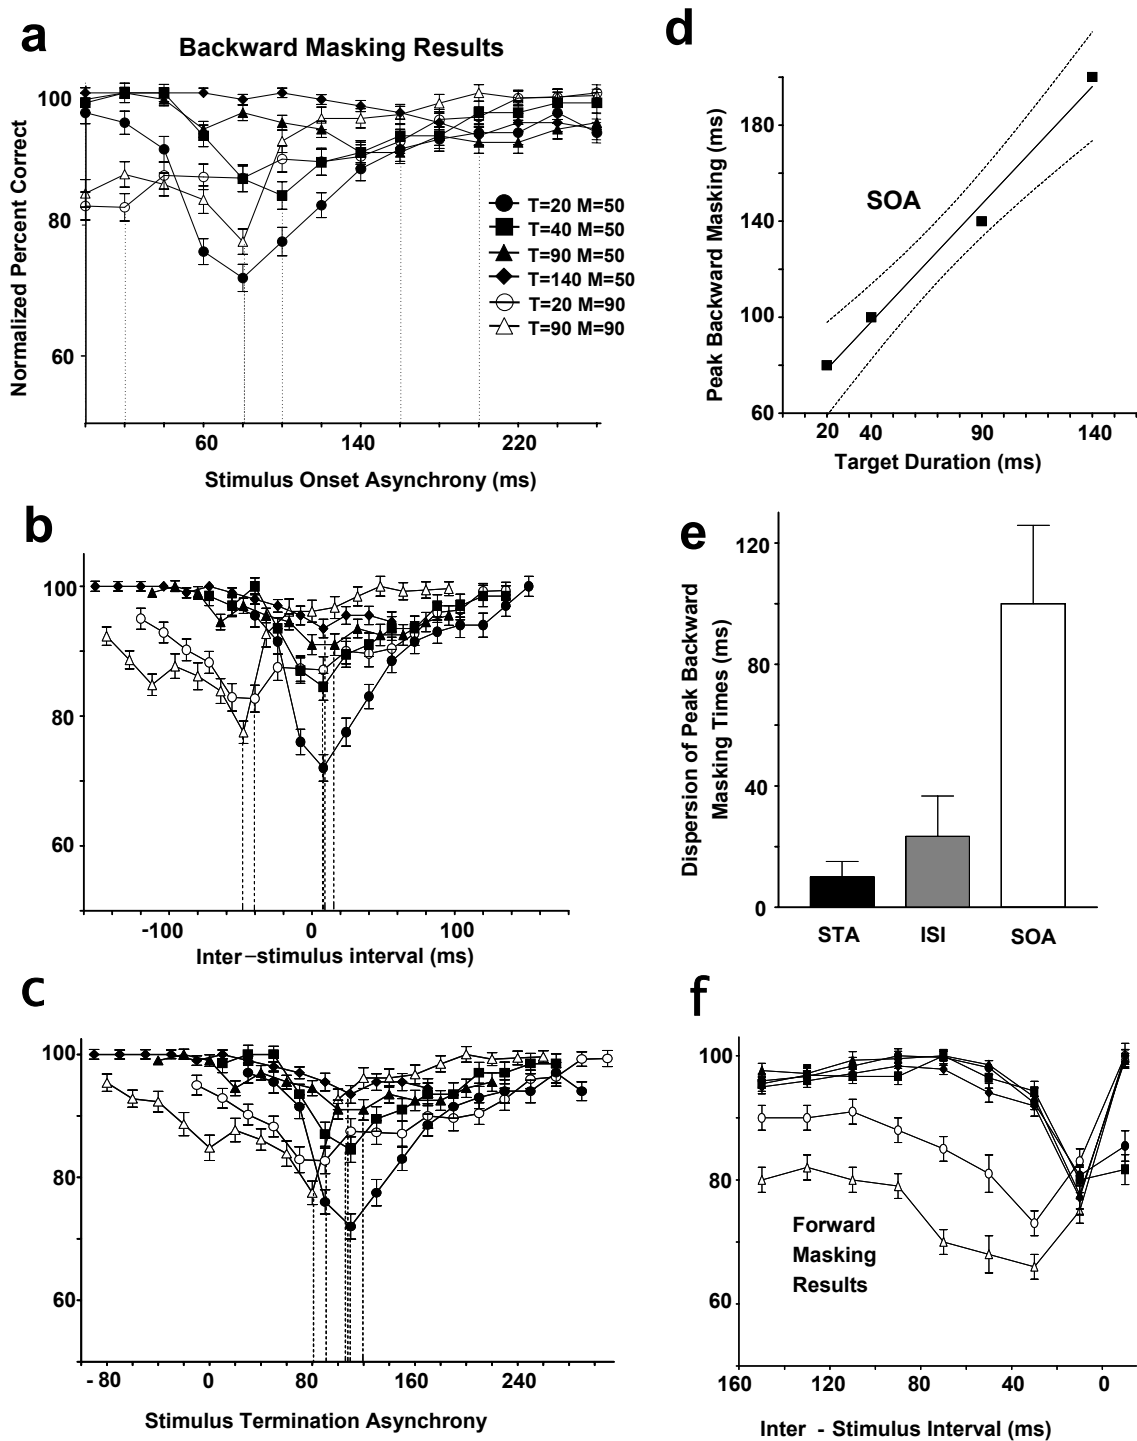 a
Backward Masking Results
Normalized Percent Correct
100
80
60
60
140
220
Stimulus Onset Asynchrony (ms)
T=20 M=50
T=40 M=50
T=90 M=50
T=140 M=50
T=20 M=90
T=90 M=90
b
100
80
60
-100
0
100
Inter–stimulus interval (ms)
c
100
80
60
- 80
0
80
160
240
Stimulus Termination Asynchrony
d
Peak Backward Masking (ms)
180
140
100
60
SOA
20
40
90
140
Target Duration (ms)
e
Dispersion of Peak Backward
Masking Times (ms)
120
80
40
0
STA
ISI
SOA
f
100
80
60
Forward
Masking
Results
160
120
80
40
0
Inter - Stimulus Interval (ms)